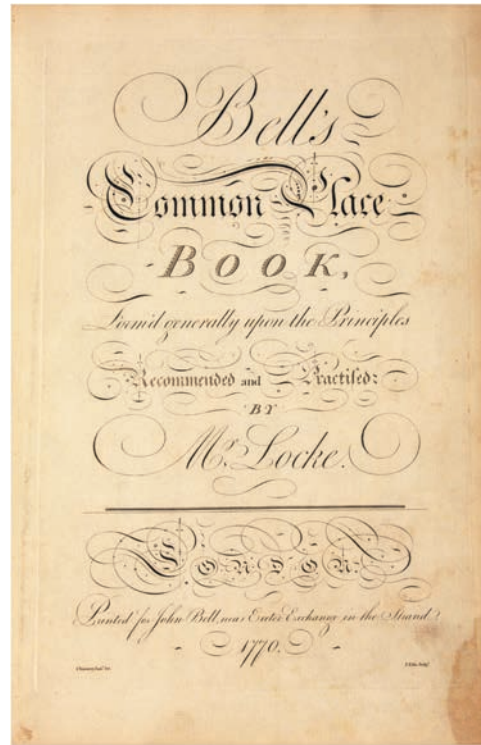 Bell's
Common Place
BOOK,
Form'd generally upon the Principles
Recommended and Practiſed:
BY
Mr. Locke.
LONDON:
Printed for John Bell, near Exeter Exchange in the Strand.
1770.